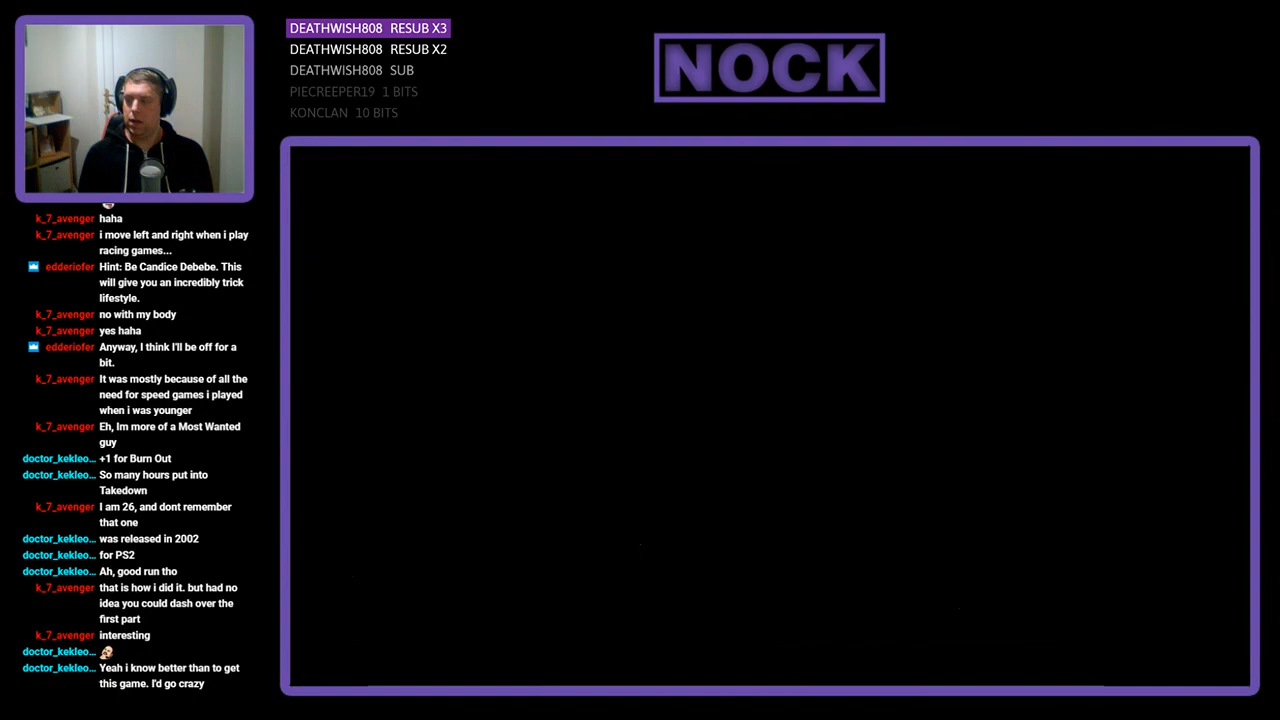 DEATHWISH808 RESUB X3
DEATHWISH808 RESUB X2
DEATHWISH808 SUB
PIECREEPER19 1 BITS
KONCLAN 10 BITS
NOCK
k_7_avenger haha
k_7_avenger i move left and right when i play
racing games...
edderiofer Hint: Be Candice Debebe. This
will give you an incredibly trick
lifestyle.
k_7_avenger no with my body
k_7_avenger yes haha
edderiofer Anyway, I think I'll be off for a
bit.
k_7_avenger It was mostly because of all the
need for speed games i played
when i was younger
k_7_avenger Eh, Im more of a Most Wanted
guy
doctor_kekleo... +1 for Burn Out
doctor_kekleo... So many hours put into
Takedown
k_7_avenger I am 26, and dont remember
that one
doctor_kekleo... was released in 2002
doctor_kekleo... for PS2
doctor_kekleo... Ah, good run tho
k_7_avenger that is how i did it. but had no
idea you could dash over the
first part
k_7_avenger interesting
doctor_kekleo...
doctor_kekleo... Yeah i know better than to get
this game. I'd go crazy